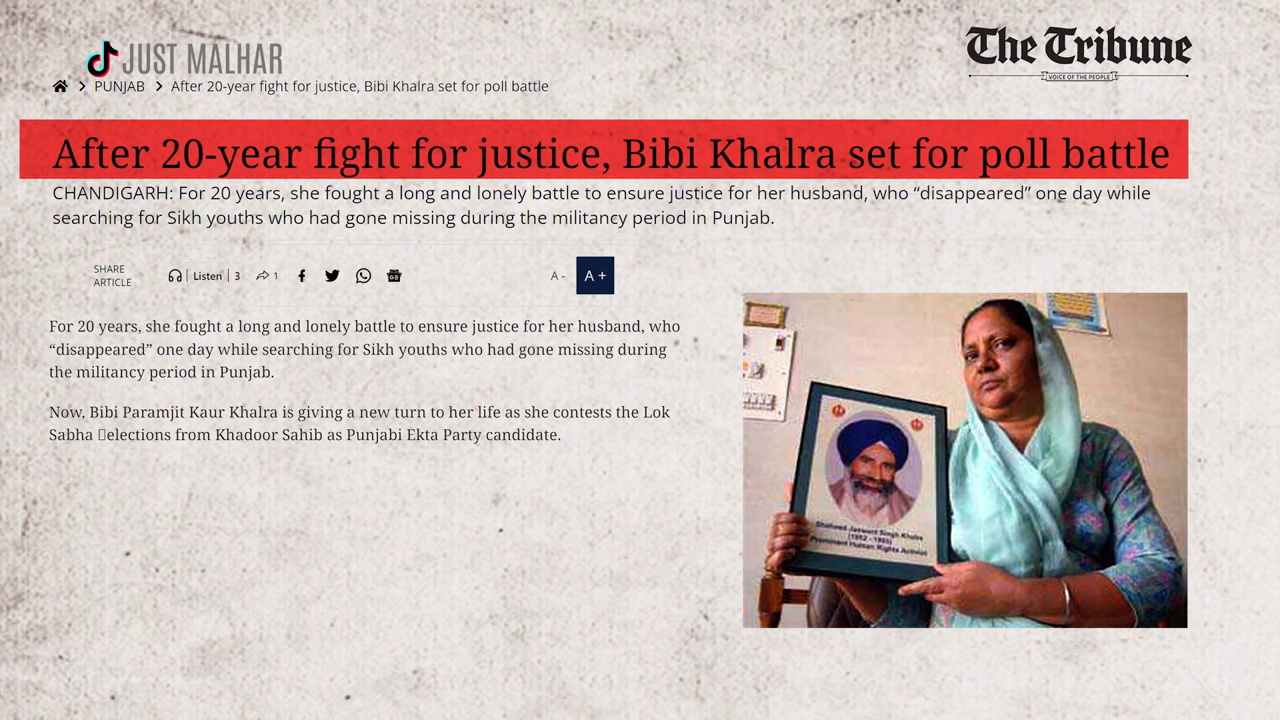 JUST MALHAR
The Tribune
VOICE OF THE PEOPLE
PUNJAB After 20-year fight for justice, Bibi Khalra set for poll battle
After 20-year fight for justice, Bibi Khalra set for poll battle
CHANDIGARH: For 20 years, she fought a long and lonely battle to ensure justice for her husband, who “disappeared” one day while
searching for Sikh youths who had gone missing during the militancy period in Punjab.
SHARE
ARTICLE
Listen 3
1
A -
A +
For 20 years, she fought a long and lonely battle to ensure justice for her husband, who
“disappeared” one day while searching for Sikh youths who had gone missing during
the militancy period in Punjab.
Now, Bibi Paramjit Kaur Khalra is giving a new turn to her life as she contests the Lok
Sabha elections from Khadoor Sahib as Punjabi Ekta Party candidate.
Shaheed Jaswant Singh Khalra
(1952 - 1995)
Prominent Human Rights Activist